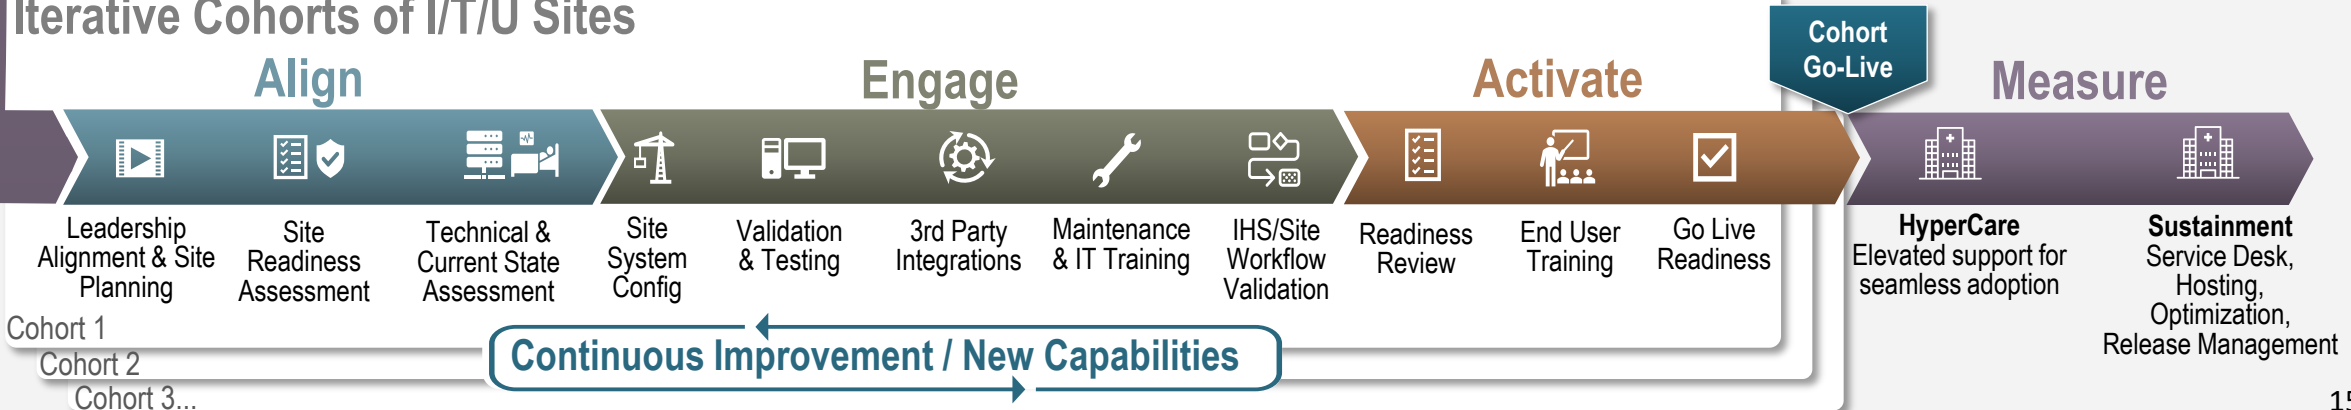 Iterative Cohorts of I/T/U Sites
Align
Engage
Activate
Cohort
Go-Live
Measure
Leadership
Alignment & Site
Planning
Site
Readiness
Assessment
Technical &
Current State
Assessment
Site
System
Config
Validation
& Testing
3rd Party
Integrations
Maintenance
& IT Training
IHS/Site
Workflow
Validation
Readiness
Review
End User
Training
Go Live
Readiness
HyperCare
Elevated support for
seamless adoption
Sustainment
Service Desk,
Hosting,
Optimization,
Release Management
Cohort 1
Cohort 2
Cohort 3...
Continuous Improvement / New Capabilities